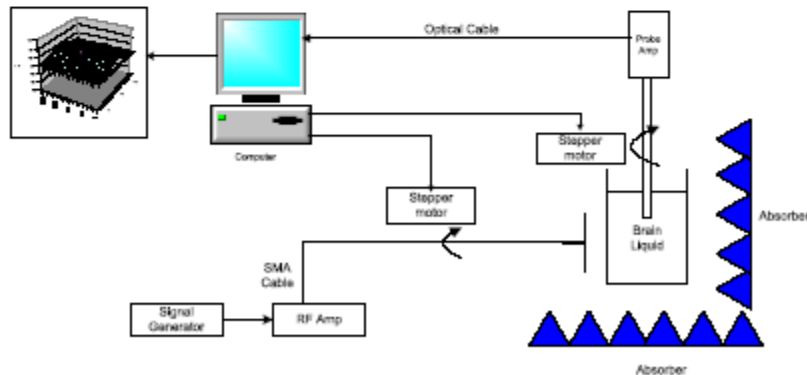 Optical Cable
Probe
Amp
Computer
Stepper
motor
Stepper
motor
Brain
Liquid
Absorber
SMA
Cable
Signal
Generator
RF Amp
Absorber